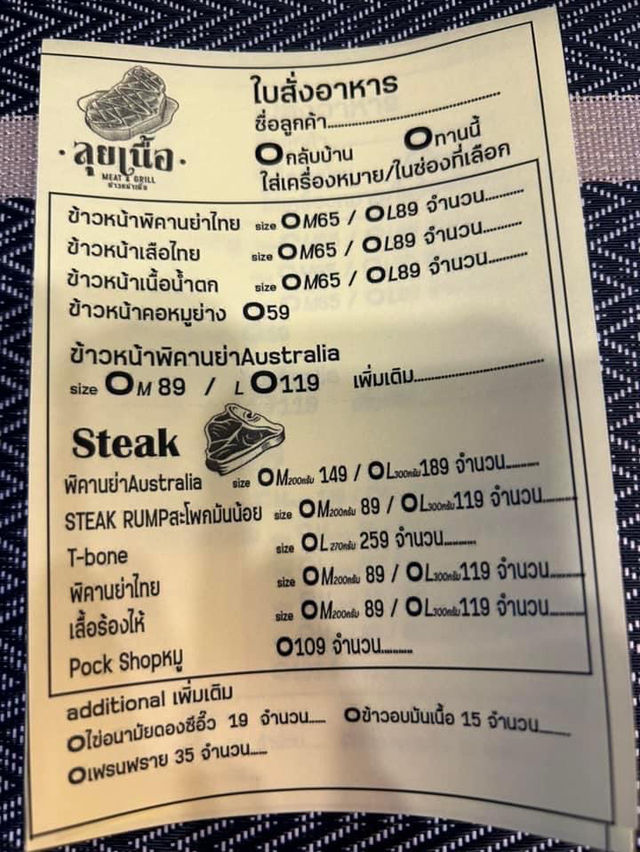 ลุยเนื้อ
MEAT & GRILL
ข้าวหน้าเนื้อ
ใบสั่งอาหาร
ชื่อลูกค้า..........................................
O กลับบ้าน O ทานนี้
ใส่เครื่องหมาย/ในช่องที่เลือก
ข้าวหน้าพิคานย่าไทย size O M65 / O L89 จำนวน..........
ข้าวหน้าเสือไทย size O M65 / O L89 จำนวน..........
ข้าวหน้าเนื้อน้ำตก size O M65 / O L89 จำนวน..........
ข้าวหน้าคอหมูย่าง O59
ข้าวหน้าพิคานย่าAustralia
size O M 89 / L O119 เพิ่มเติม..............................
Steak
พิคานย่าAustralia size O M200กรัม 149 / O L300กรัม189 จำนวน..........
STEAK RUMPสะโพกมันน้อย size O M200กรัม 89 / O L300กรัม119 จำนวน..........
T-bone size O L 270กรัม 259 จำนวน..........
พิคานย่าไทย size O M200กรัม 89 / O L300กรัม119 จำนวน..........
เสื้อร้องไห้ size O M200กรัม 89 / O L300กรัม119 จำนวน..........
Pock Shopหมู O109 จำนวน..........
additional เพิ่มเติม
O ไข่อนามัยดองซีอิ๊ว 19 จำนวน...... O ข้าวอบมันเนื้อ 15 จำนวน..........
O เฟรนฟราย 35 จำนวน......